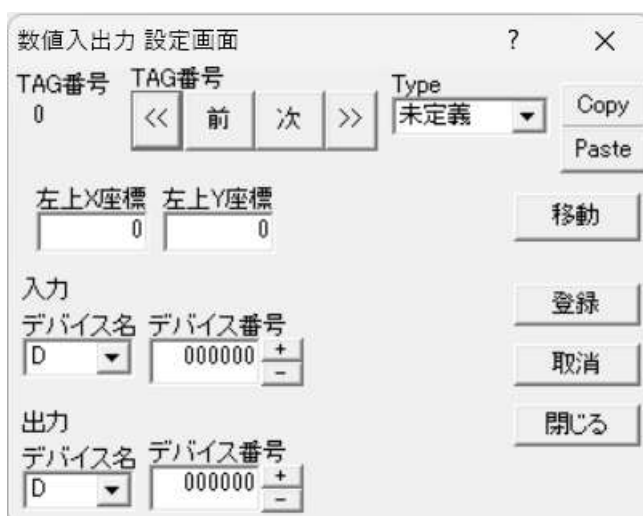 数値入出力 設定画面 ? ×
TAG番号 TAG番号 Type
0 << 前 次 >> 未定義 Copy
Paste
左上X座標 左上Y座標 移動
0 0
入力 登録
デバイス名 デバイス番号
D 000000 + -
取消
出力 閉じる
デバイス名 デバイス番号
D 000000 + -